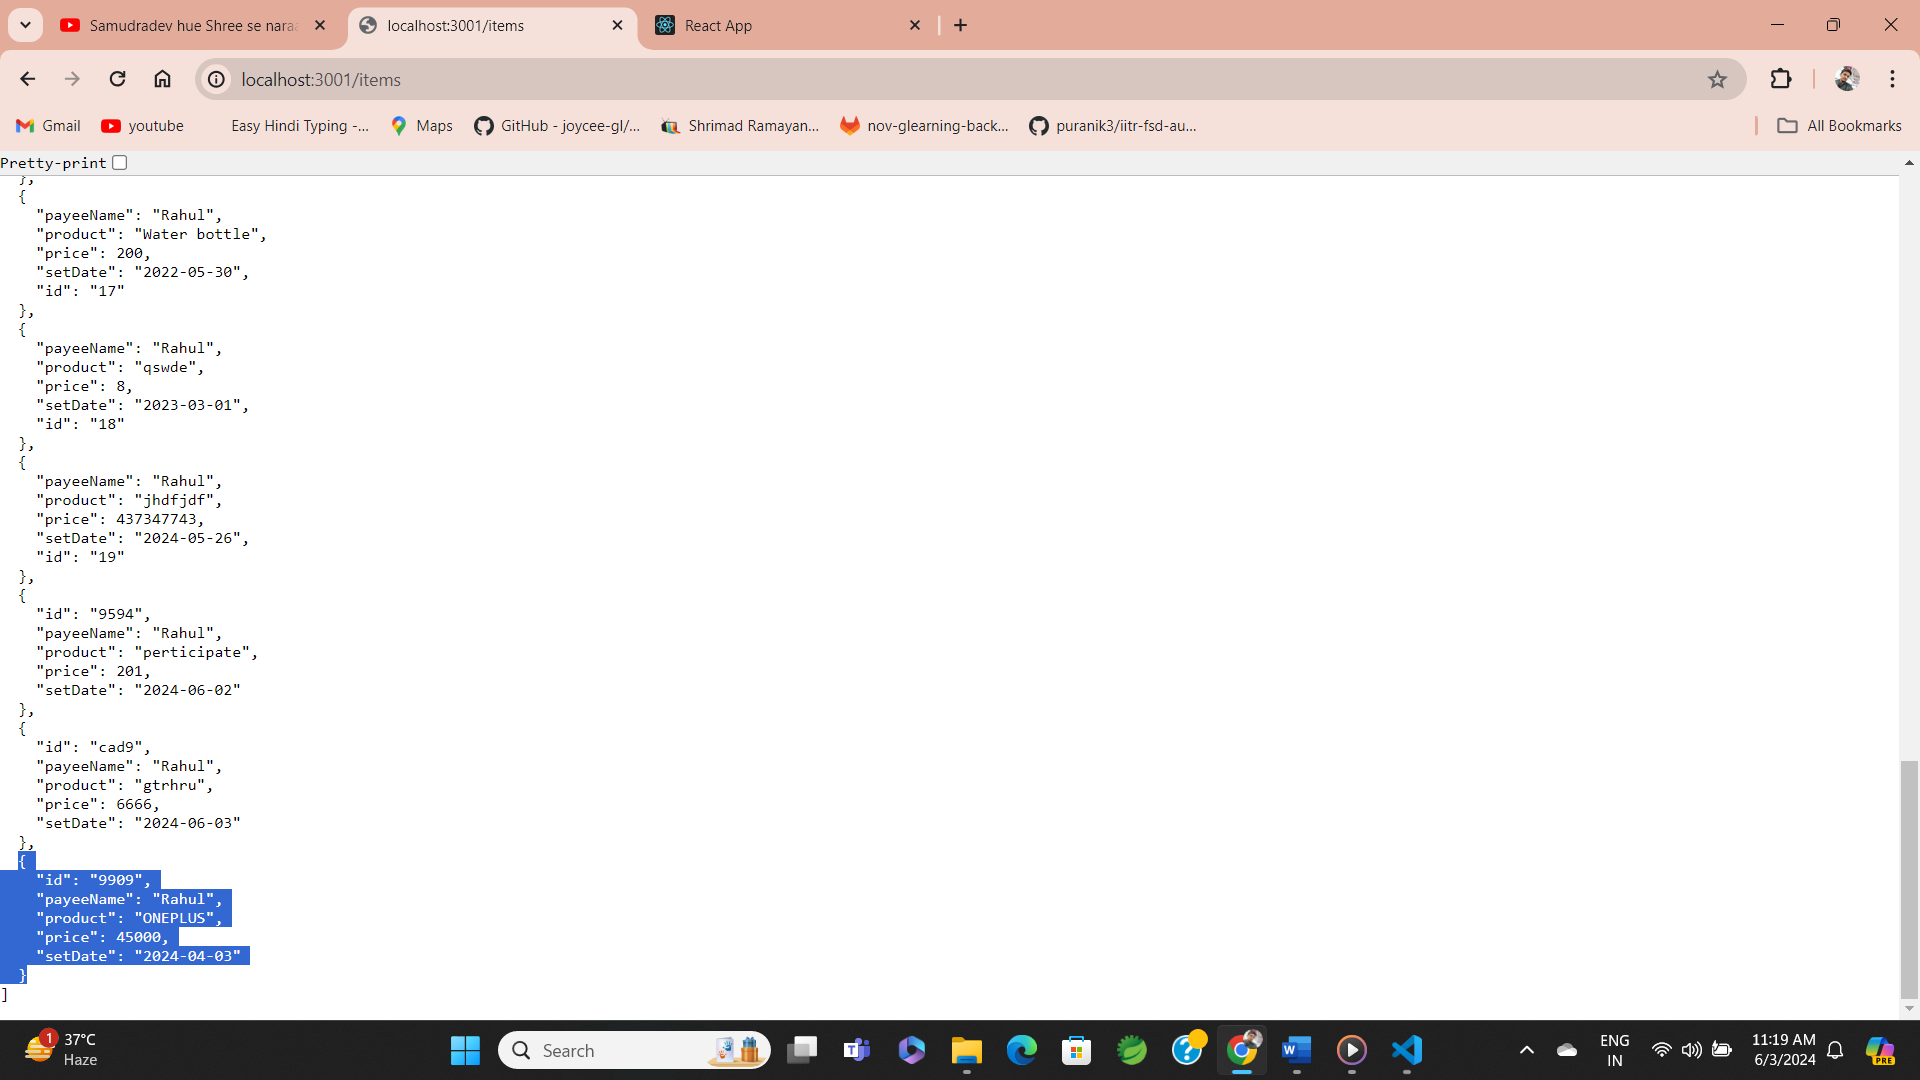 Samudradev hue Shree se nara
localhost:3001/items
React App
localhost:3001/items
Gmail
youtube
Easy Hindi Typing -...
Maps
GitHub - joycee-gl/...
Shrimad Ramayan...
nov-glearning-back...
puranik3/iitr-fsd-au...
All Bookmarks
Pretty-print
},
{
"payeeName": "Rahul",
"product": "Water bottle",
"price": 200,
"setDate": "2022-05-30",
"id": "17"
},
{
"payeeName": "Rahul",
"product": "qswde",
"price": 8,
"setDate": "2023-03-01",
"id": "18"
},
{
"payeeName": "Rahul",
"product": "jhdfjdf",
"price": 437347743,
"setDate": "2024-05-26",
"id": "19"
},
{
"id": "9594",
"payeeName": "Rahul",
"product": "perticipate",
"price": 201,
"setDate": "2024-06-02"
},
{
"id": "cad9",
"payeeName": "Rahul",
"product": "gtrhru",
"price": 6666,
"setDate": "2024-06-03"
},
{
"id": "9909",
"payeeName": "Rahul",
"product": "ONEPLUS",
"price": 45000,
"setDate": "2024-04-03"
}
]
1
37°C
Haze
Search
ENG
IN
11:19 AM
6/3/2024
PRE